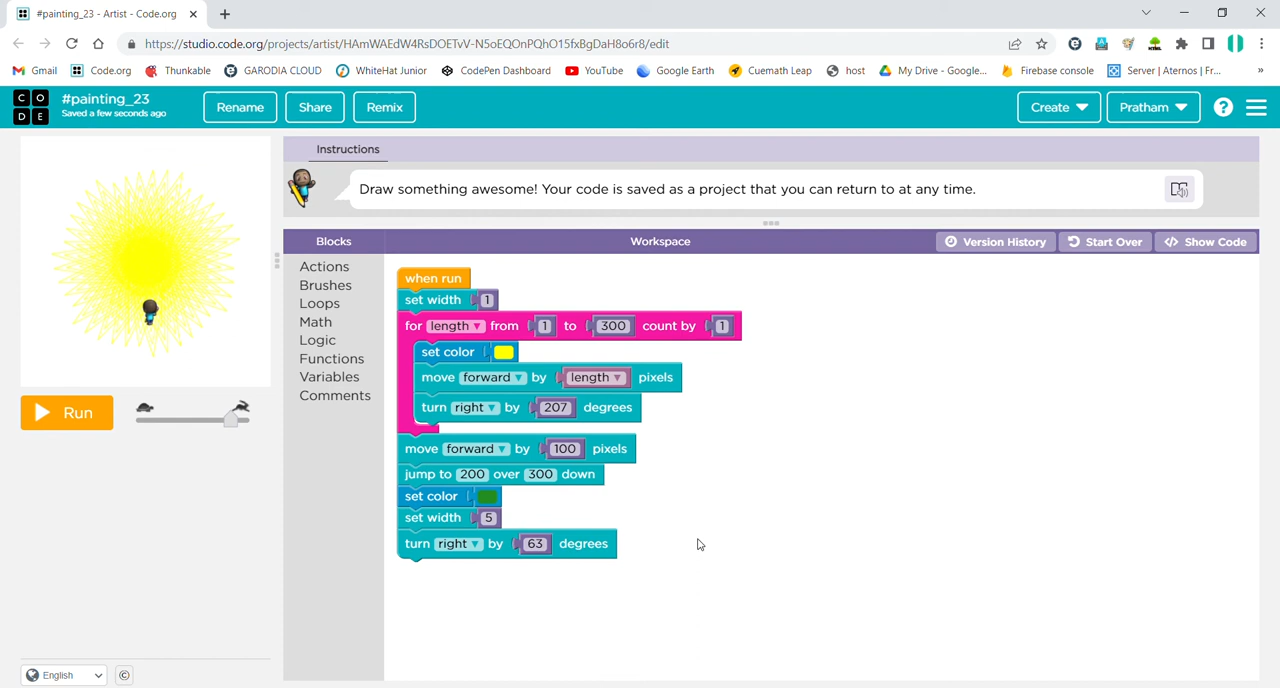 #painting_23 - Artist - Code.org
https://studio.code.org/projects/artist/HAmWAEdW4RsDOETvV-N5oEQOnPQhO15fxBgDaH8o6r8/edit
Gmail Code.org Thunkable GARODIA CLOUD WhiteHat Junior CodePen Dashboard YouTube Google Earth Cuemath Leap host My Drive - Google... Firebase console Server | Aternos | Fr... »
C O D E #painting_23 Rename Share Remix Create Pratham ?
Saved a few seconds ago
Instructions
Draw something awesome! Your code is saved as a project that you can return to at any time.
Blocks Workspace Version History Start Over </> Show Code
Actions
Brushes
Loops
Math
Logic
Functions
Variables
Comments
when run
set width 1
for length from 1 to 300 count by 1
set color
move forward by length pixels
turn right by 207 degrees
move forward by 100 pixels
jump to 200 over 300 down
set color
set width 5
turn right by 63 degrees
Run
English ©